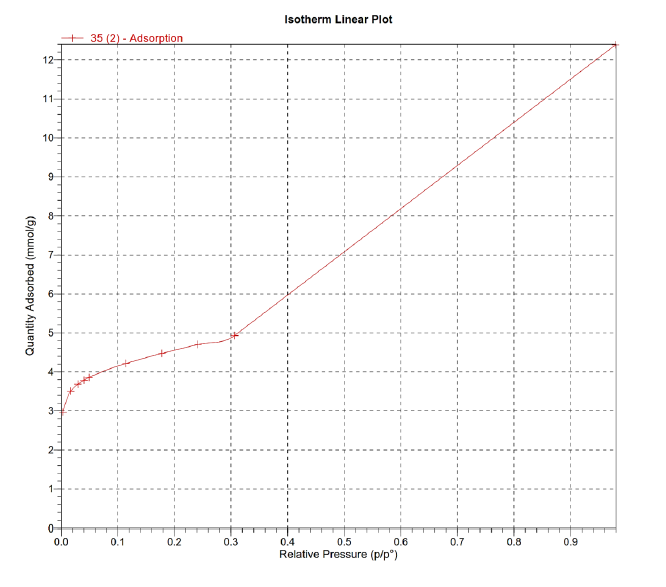 Isotherm Linear Plot
35 (2) - Adsorption
12
11
10
9
8
7
6
5
4
3
2
1
0
Quantity Adsorbed (mmol/g)
0.0 0.1 0.2 0.3 0.4 0.5 0.6 0.7 0.8 0.9
Relative Pressure (p/p°)